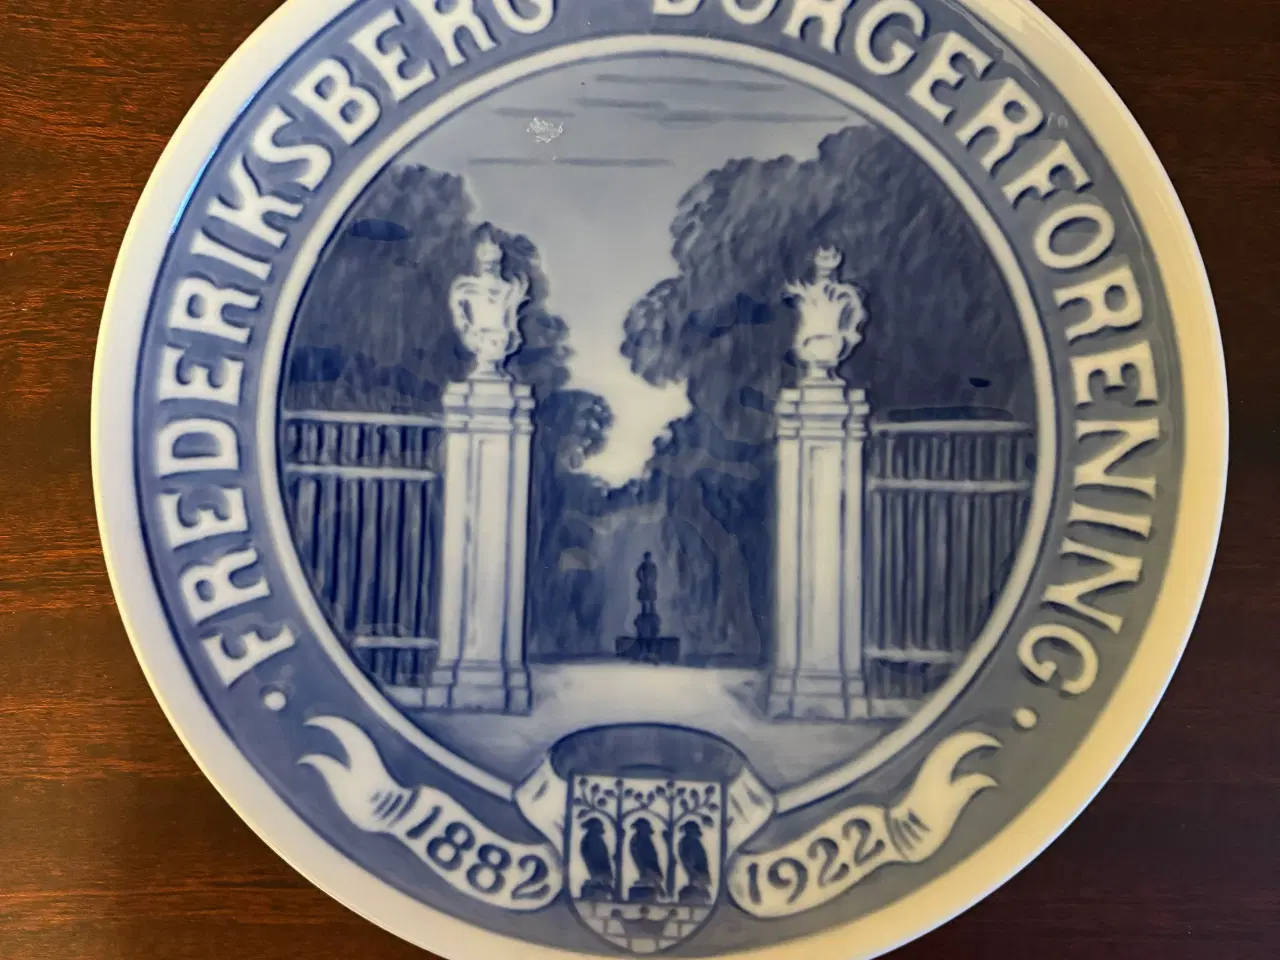 · FREDERIKSBERG BORGERFORENING ·
1882 1922